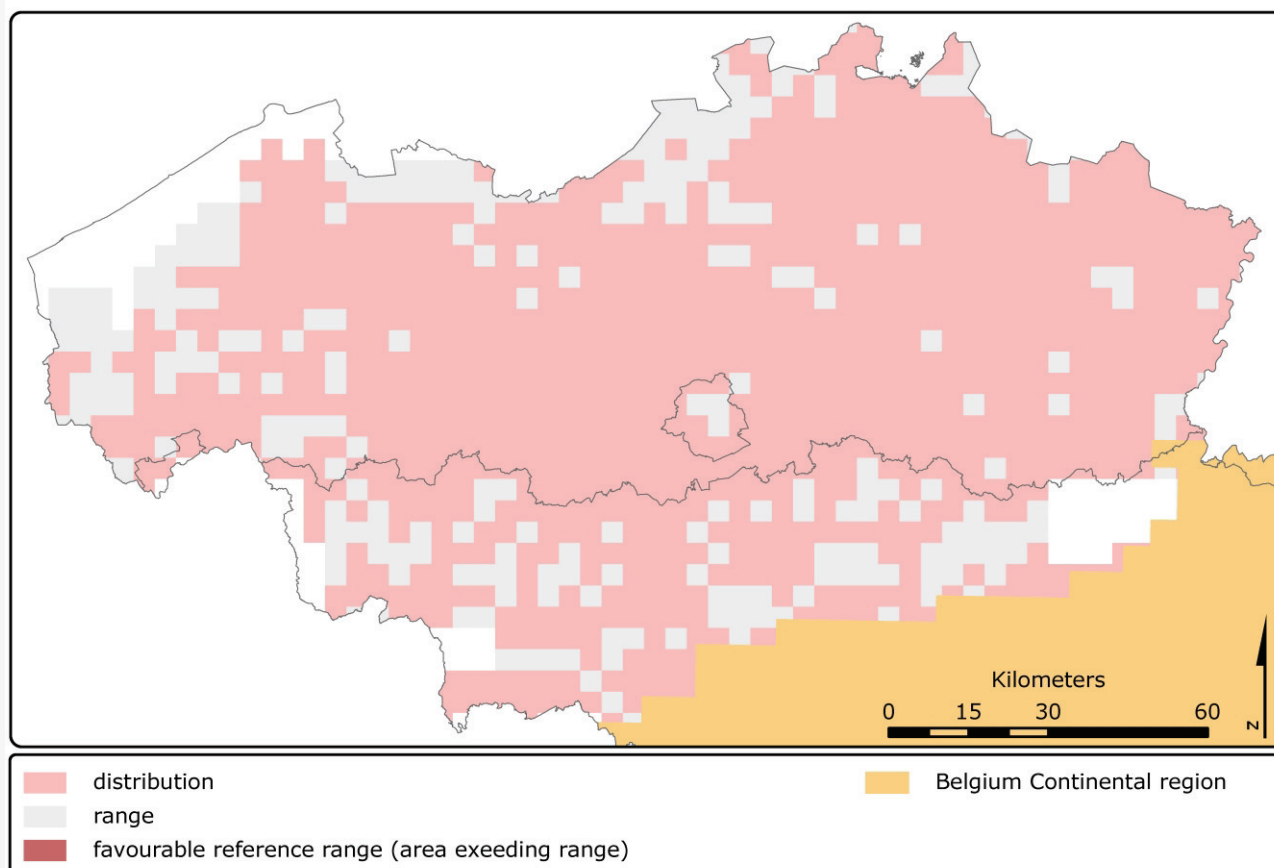 Kilometers
0 15 30 60
N
distribution
range
favourable reference range (area exeeding range)
Belgium Continental region